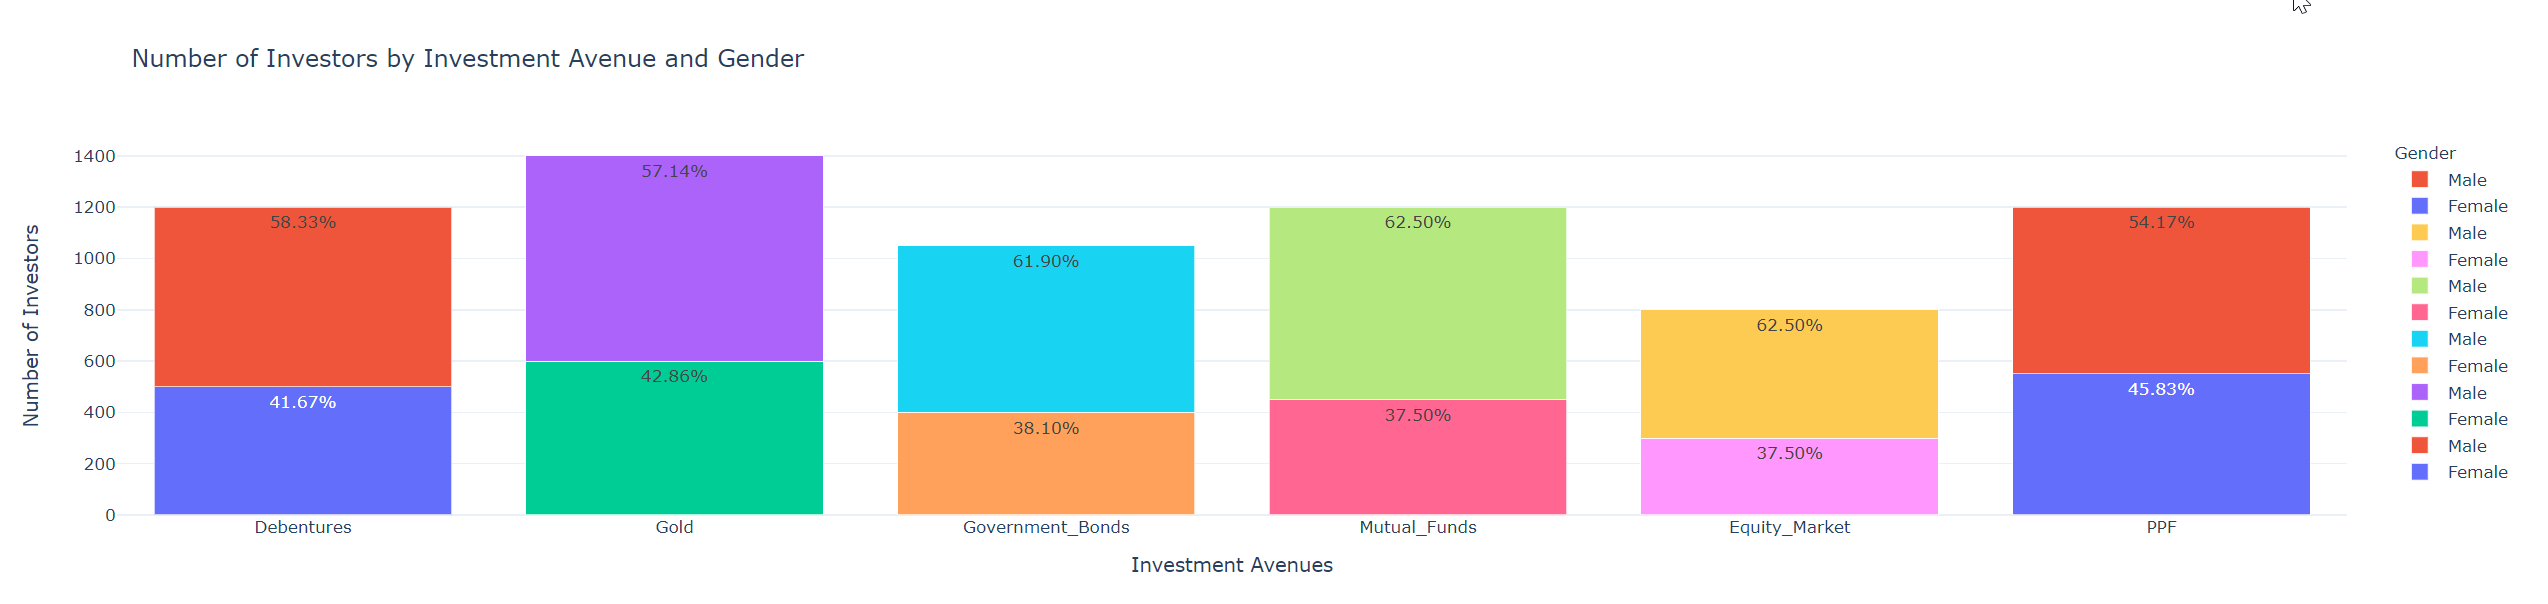 Number of Investors by Investment Avenue and Gender
Number of Investors
1400
1200
1000
800
600
400
200
0
58.33%
41.67%
57.14%
42.86%
61.90%
38.10%
62.50%
37.50%
62.50%
37.50%
54.17%
45.83%
Debentures
Gold
Government_Bonds
Mutual_Funds
Equity_Market
PPF
Investment Avenues
Gender
Male
Female
Male
Female
Male
Female
Male
Female
Male
Female
Male
Female